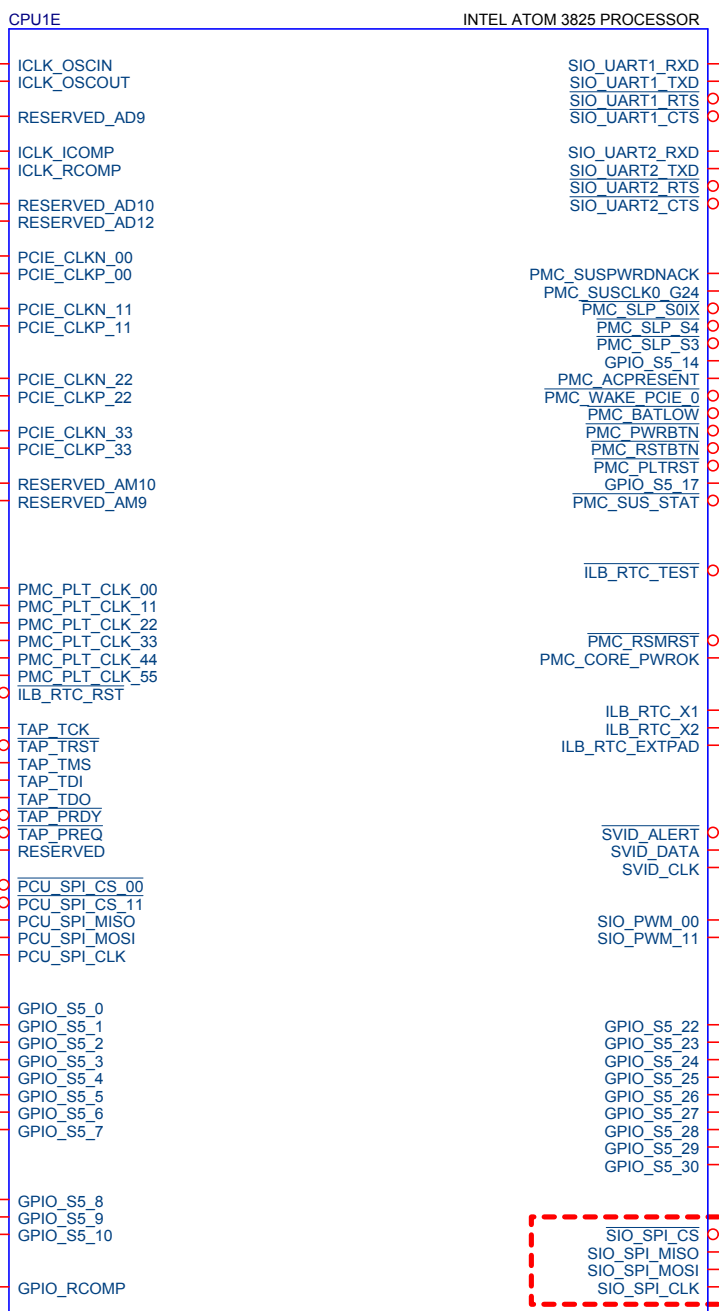 CPU1E
INTEL ATOM 3825 PROCESSOR
ICLK_OSCIN
ICLK_OSCOUT
RESERVED_AD9
ICLK_ICOMP
ICLK_RCOMP
RESERVED_AD10
RESERVED_AD12
PCIE_CLKN_00
PCIE_CLKP_00
PCIE_CLKN_11
PCIE_CLKP_11
PCIE_CLKN_22
PCIE_CLKP_22
PCIE_CLKN_33
PCIE_CLKP_33
RESERVED_AM10
RESERVED_AM9
PMC_PLT_CLK_00
PMC_PLT_CLK_11
PMC_PLT_CLK_22
PMC_PLT_CLK_33
PMC_PLT_CLK_44
PMC_PLT_CLK_55
ILB_RTC_RST
TAP_TCK
TAP_TRST
TAP_TMS
TAP_TDI
TAP_TDO
TAP_PRDY
TAP_PREQ
RESERVED
PCU_SPI_CS_00
PCU_SPI_CS_11
PCU_SPI_MISO
PCU_SPI_MOSI
PCU_SPI_CLK
GPIO_S5_0
GPIO_S5_1
GPIO_S5_2
GPIO_S5_3
GPIO_S5_4
GPIO_S5_5
GPIO_S5_6
GPIO_S5_7
GPIO_S5_8
GPIO_S5_9
GPIO_S5_10
GPIO_RCOMP
SIO_UART1_RXD
SIO_UART1_TXD
SIO_UART1_RTS
SIO_UART1_CTS
SIO_UART2_RXD
SIO_UART2_TXD
SIO_UART2_RTS
SIO_UART2_CTS
PMC_SUSPWRDNACK
PMC_SUSCLK0_G24
PMC_SLP_S0IX
PMC_SLP_S4
PMC_SLP_S3
GPIO_S5_14
PMC_ACPRESENT
PMC_WAKE_PCIE_0
PMC_BATLOW
PMC_PWRBTN
PMC_RSTBTN
PMC_PLTRST
GPIO_S5_17
PMC_SUS_STAT
ILB_RTC_TEST
PMC_RSMRST
PMC_CORE_PWROK
ILB_RTC_X1
ILB_RTC_X2
ILB_RTC_EXTPAD
SVID_ALERT
SVID_DATA
SVID_CLK
SIO_PWM_00
SIO_PWM_11
GPIO_S5_22
GPIO_S5_23
GPIO_S5_24
GPIO_S5_25
GPIO_S5_26
GPIO_S5_27
GPIO_S5_28
GPIO_S5_29
GPIO_S5_30
SIO_SPI_CS
SIO_SPI_MISO
SIO_SPI_MOSI
SIO_SPI_CLK